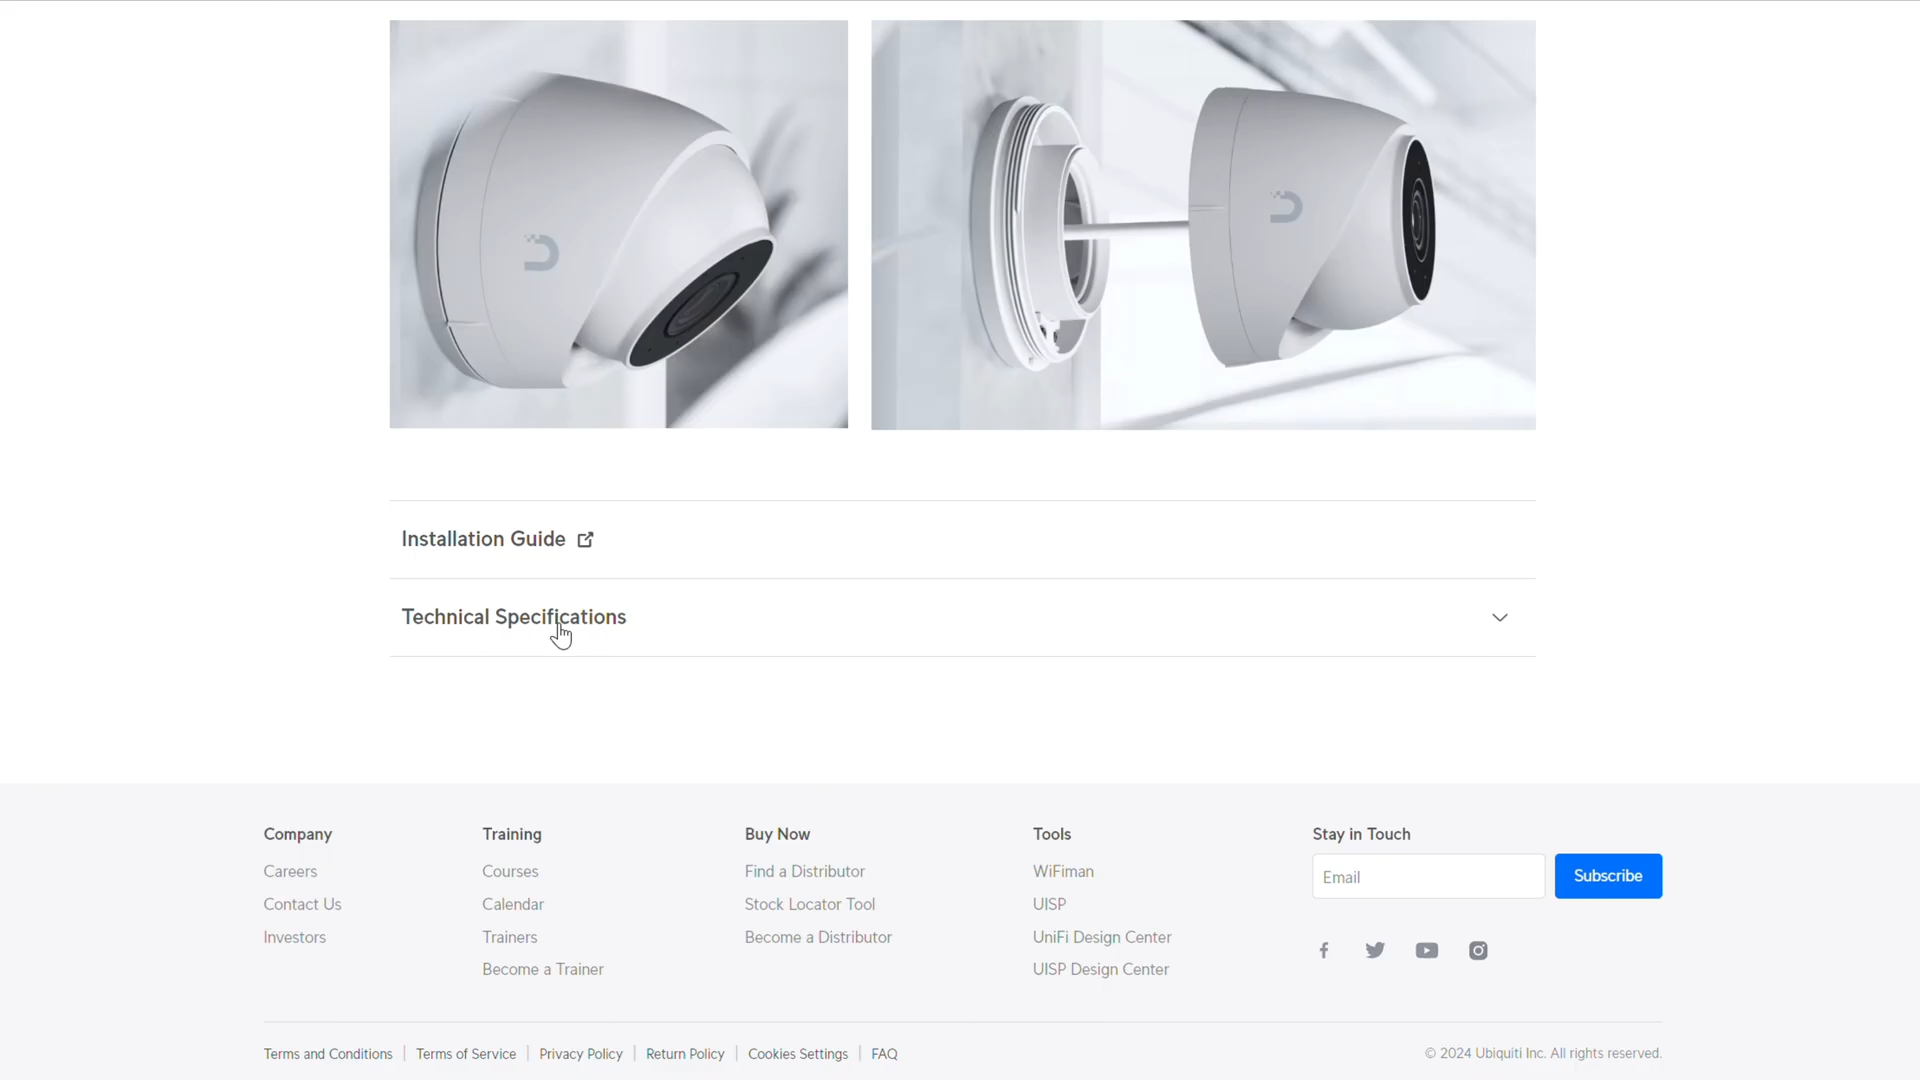 Installation Guide
Technical Specifications
Company
Careers
Contact Us
Investors
Training
Courses
Calendar
Trainers
Become a Trainer
Buy Now
Find a Distributor
Stock Locator Tool
Become a Distributor
Tools
WiFiman
UISP
UniFi Design Center
UISP Design Center
Stay in Touch
Email
Subscribe
Terms and Conditions | Terms of Service | Privacy Policy | Return Policy | Cookies Settings | FAQ
© 2024 Ubiquiti Inc. All rights reserved.